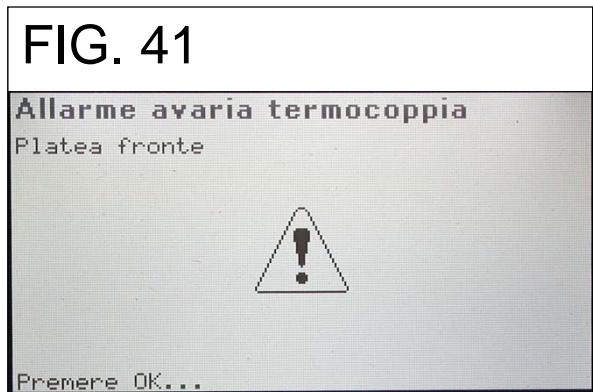 FIG. 41
Allarme avaria termocoppia
Platea fronte
Premere OK...